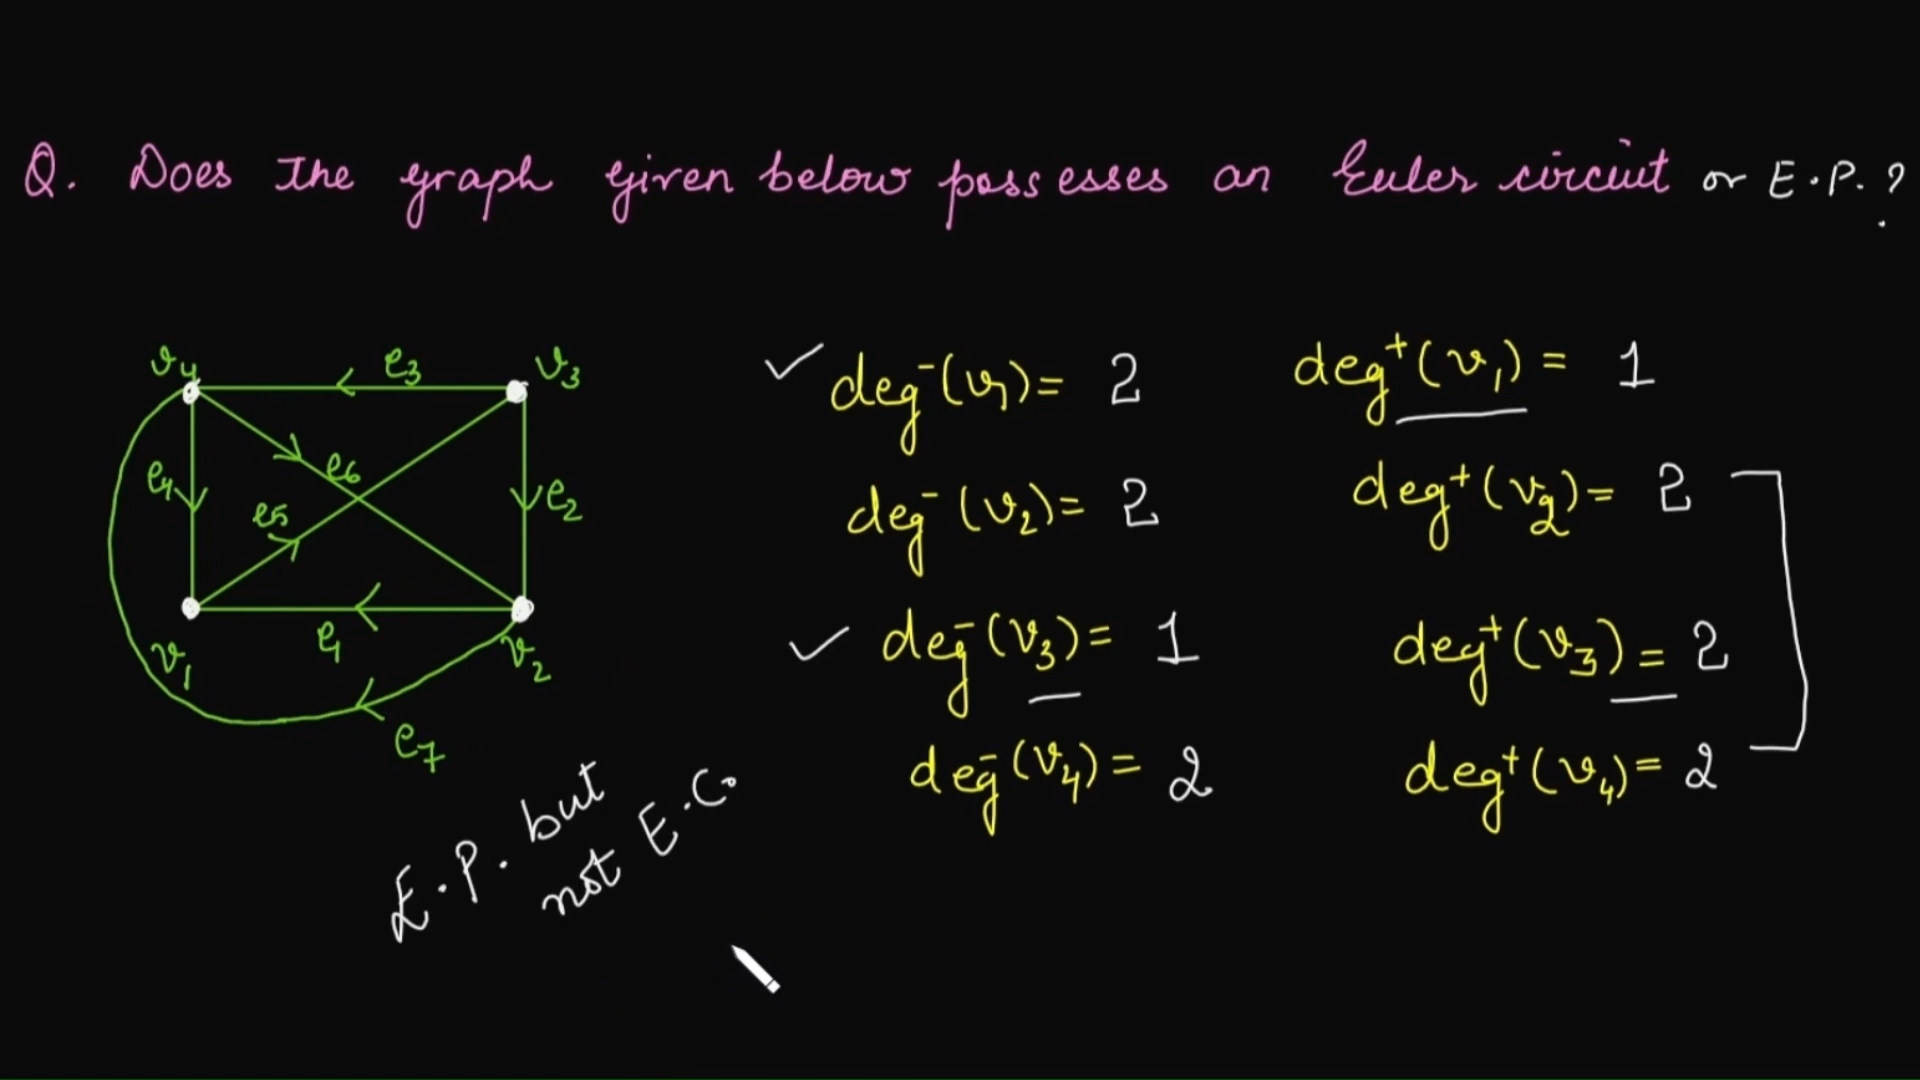 Q. Does The graph given below possesses an Euler circuit or E.P. ?
v4 e3 v3
e4 e6 e2
e5
v1 e1 v2
e7
deg⁻(v1) = 2 deg⁺(v1) = 1
deg⁻(v2) = 2 deg⁺(v2) = 2
deg⁻(v3) = 1 deg⁺(v3) = 2
deg⁻(v4) = 2 deg⁺(v4) = 2
E.P. but
not E.C.